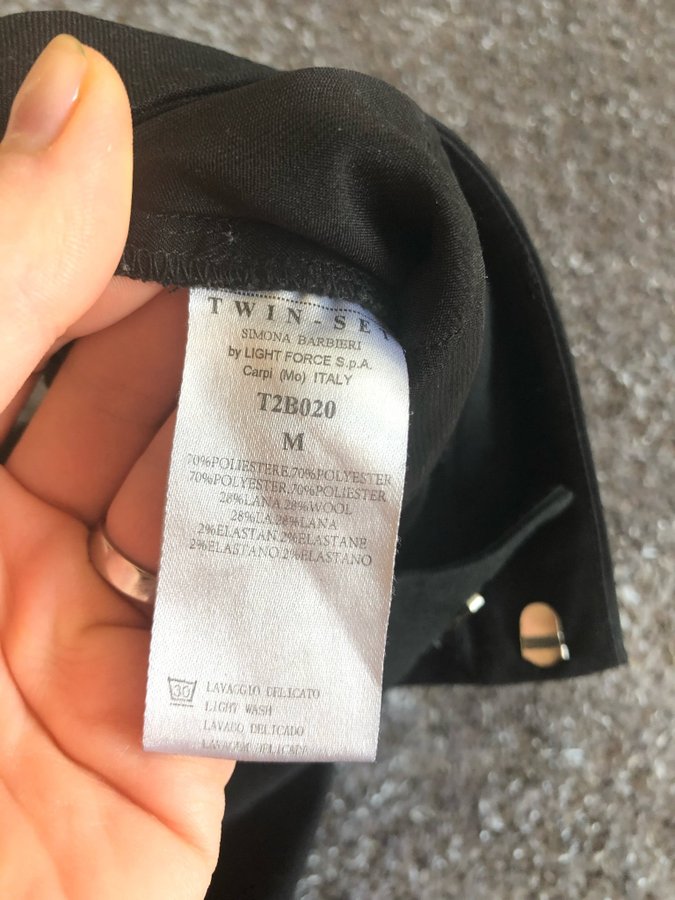 TWIN-SET
SIMONA BARBIERI
by LIGHT FORCE S.p.A.
Carpi (Mo) ITALY
T2B020
M
70%POLIESTERE.70%POLYESTER
70%POLYESTER.70%POLIESTER
28%LANA.28%WOOL
28%LA.28%LANA
2%ELASTAN.2%ELASTANE
2%ELASTANO.2%ELASTANO
30 LAVAGGIO DELICATO
LIGHT WASH
LAVADO DELICADO